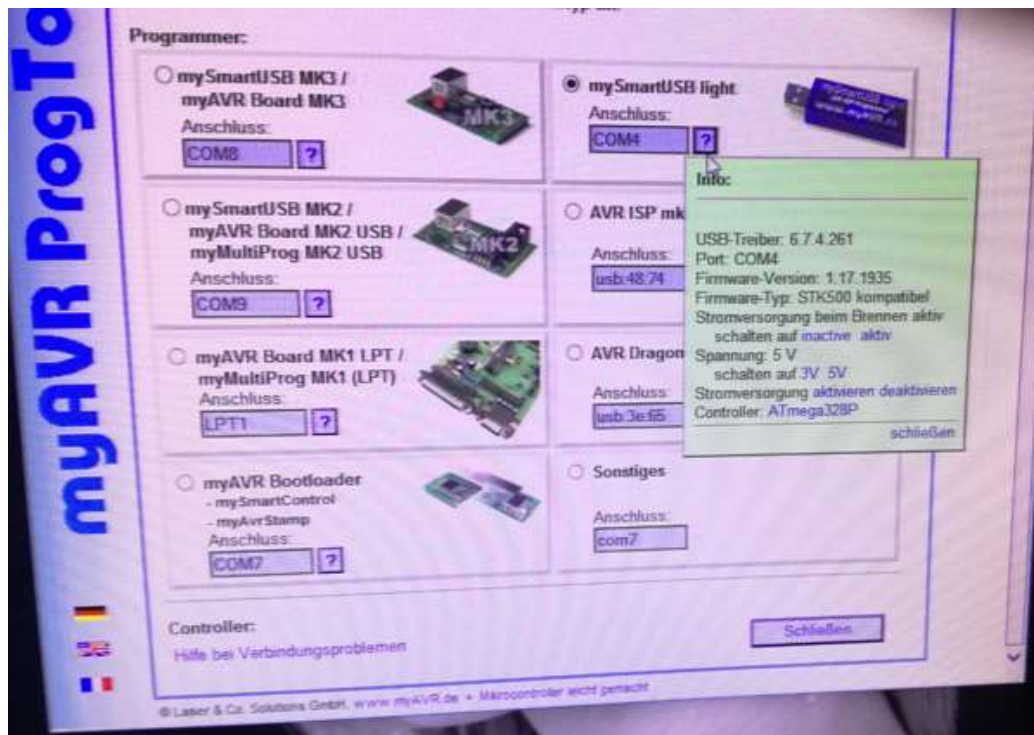 myAVR ProgTo
Programmer:
mySmartUSB MK3 /
myAVR Board MK3
Anschluss:
COM8
?
MK3
mySmartUSB light
Anschluss:
COM4
?
mySmartUSB MK2 /
myAVR Board MK2 USB /
myMultiProg MK2 USB
Anschluss:
COM9
?
MK2
AVR ISP mk
Anschluss:
usb:48:74
myAVR Board MK1 LPT /
myMultiProg MK1 (LPT)
Anschluss:
LPT1
?
AVR Dragon
Anschluss:
usb:3e:65
myAVR Bootloader
- mySmartControl
- myAvrStamp
Anschluss:
COM7
?
Sonstiges
Anschluss:
com7
Info:
USB-Treiber: 6.7.4.261
Port: COM4
Firmware-Version: 1.17.1935
Firmware-Typ: STK500 kompatibel
Stromversorgung beim Brennen aktiv
schalten auf inactive aktiv
Spannung: 5 V
schalten auf 3V 5V
Stromversorgung aktivieren deaktivieren
Controller: ATmega328P
schließen
Controller:
Hilfe bei Verbindungsproblemen
Schließen
© Laser & Co. Solutions GmbH, www.myAVR.de • Mikrocontroller leicht gemacht